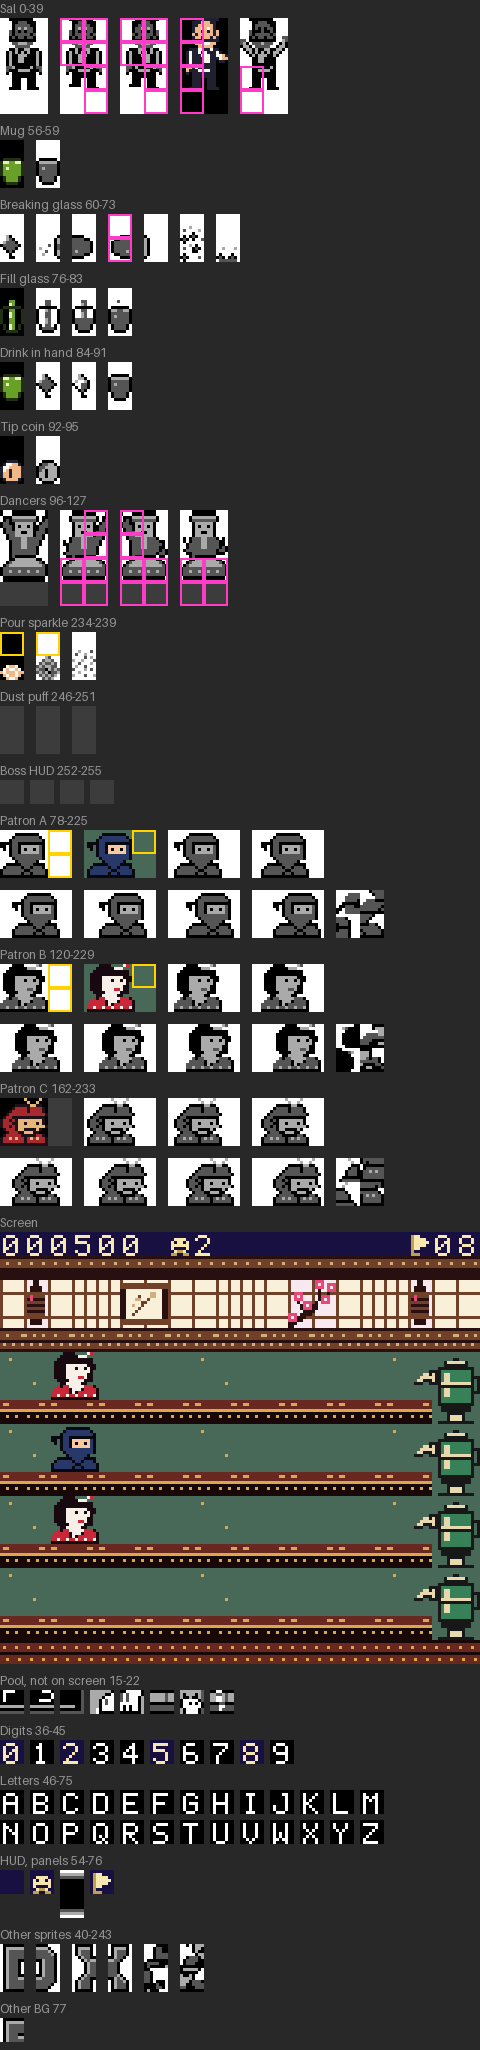 Sal 0-39
Mug 56-59
Breaking glass 60-73
Fill glass 76-83
Drink in hand 84-91
Tip coin 92-95
Dancers 96-127
Pour sparkle 234-239
Dust puff 246-251
Boss HUD 252-255
Patron A 78-225
Patron B 120-229
Patron C 162-233
Screen
000500 2 08
Pool, not on screen 15-22
Digits 36-45
0 1 2 3 4 5 6 7 8 9
Letters 46-75
A B C D E F G H I J K L M
N O P Q R S T U V W X Y Z
HUD, panels 54-76
Other sprites 40-243
Other BG 77